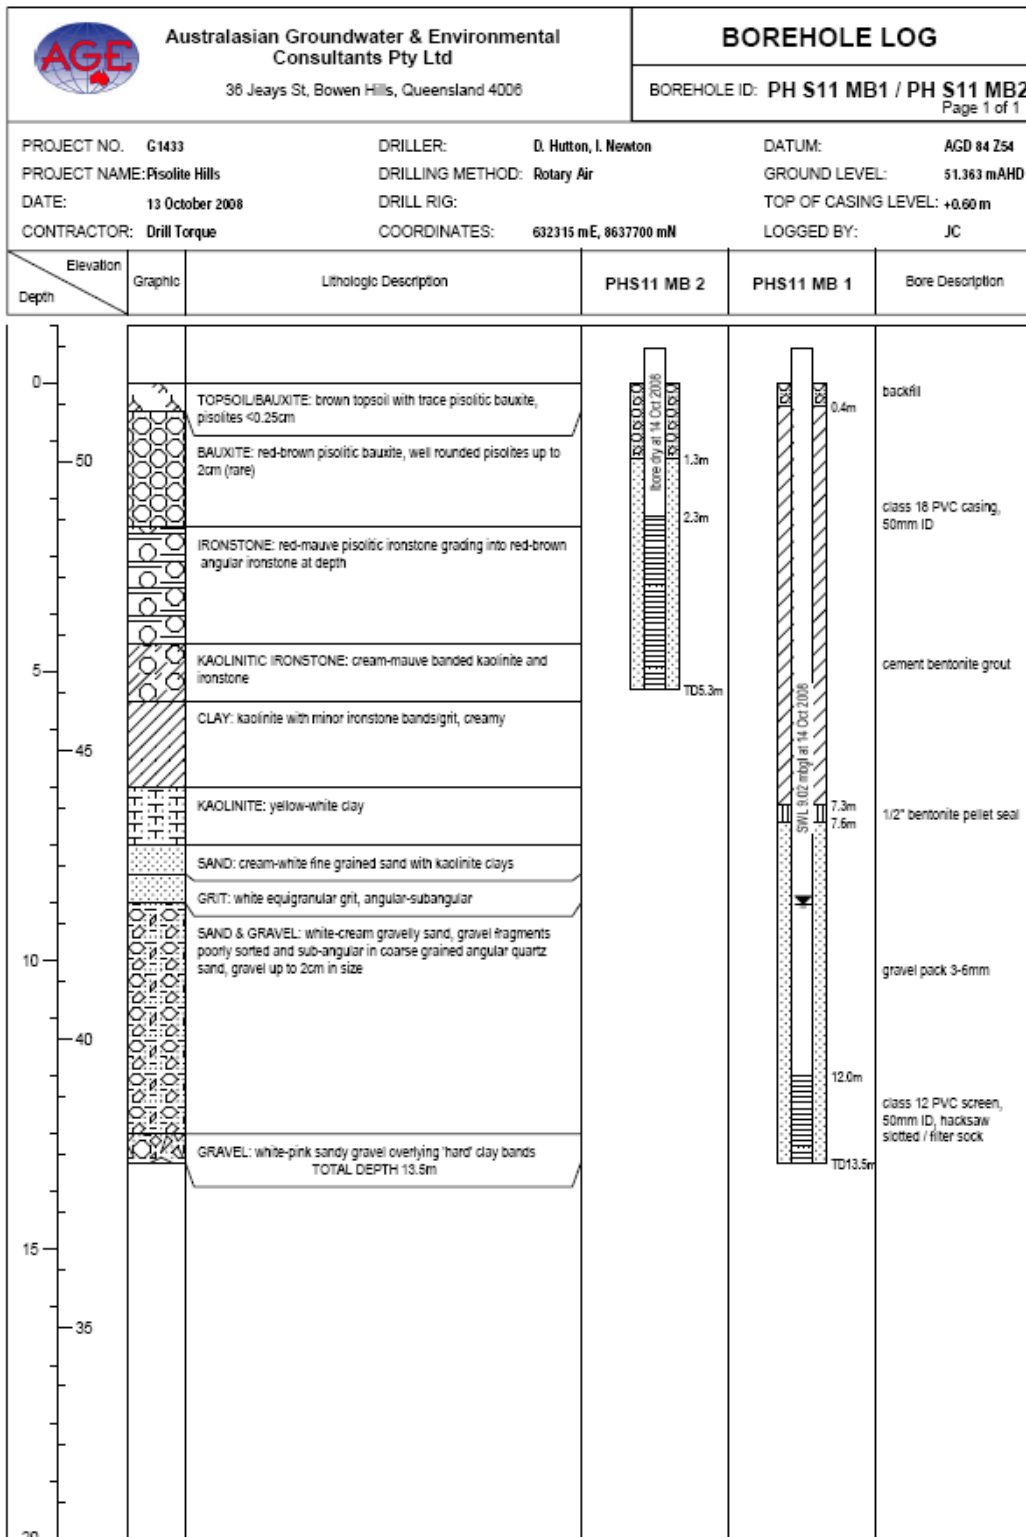 AGE
Australasian Groundwater & Environmental
Consultants Pty Ltd
36 Jeays St, Bowen Hills, Queensland 4006
BOREHOLE LOG
BOREHOLE ID: PH S11 MB1 / PH S11 MB2
Page 1 of 1
PROJECT NO. G1433
PROJECT NAME: Pisolite Hills
DATE: 13 October 2008
CONTRACTOR: Drill Torque
DRILLER: D. Hutton, I. Newton
DRILLING METHOD: Rotary Air
DRILL RIG:
COORDINATES: 632315 mE, 8637700 mN
DATUM: AGD 84 Z54
GROUND LEVEL: 51.363 mAHD
TOP OF CASING LEVEL: +0.60 m
LOGGED BY: JC
Elevation
Depth
Graphic
Lithologic Description
PHS11 MB 2
PHS11 MB 1
Bore Description
0
50
5
45
10
40
15
35
TOPSOIL/BAUXITE: brown topsoil with trace pisolitic bauxite,
pisolites <0.25cm
BAUXITE: red-brown pisolitic bauxite, well rounded pisolites up to
2cm (rare)
IRONSTONE: red-mauve pisolitic ironstone grading into red-brown
angular ironstone at depth
KAOLINITIC IRONSTONE: cream-mauve banded kaolinite and
ironstone
CLAY: kaolinite with minor ironstone bands/grit, creamy
KAOLINITE: yellow-white clay
SAND: cream-white fine grained sand with kaolinite clays
GRIT: white equigranular grit, angular-subangular
SAND & GRAVEL: white-cream gravelly sand, gravel fragments
poorly sorted and sub-angular in coarse grained angular quartz
sand, gravel up to 2cm in size
GRAVEL: white-pink sandy gravel overlying 'hard' clay bands
TOTAL DEPTH 13.5m
bore dry at 14 Oct 2008
1.3m
2.3m
TD5.3m
SWL 9.02 mbgl at 14 Oct 2008
0.4m
7.3m
7.6m
12.0m
TD13.5m
backfill
class 18 PVC casing,
50mm ID
cement bentonite grout
1/2" bentonite pellet seal
gravel pack 3-6mm
class 12 PVC screen,
50mm ID, hacksaw
slotted / filter sock